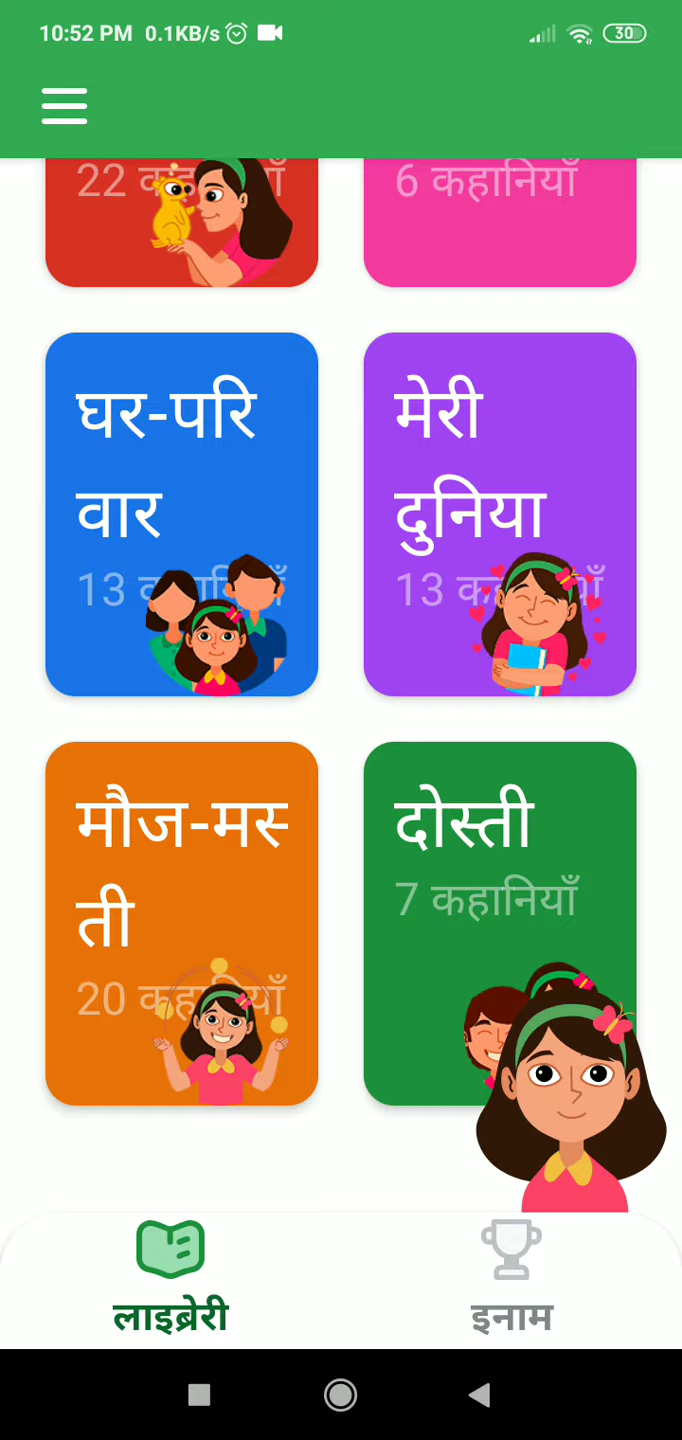 10:52 PM 0.1KB/s 30
22
6 कहानियाँ
घर-परि
वार
मेरी
दुनिया
13
13
मौज-मस
ती
दोस्ती
7 कहानियाँ
20 कहानियाँ
लाइब्रेरी
इनाम